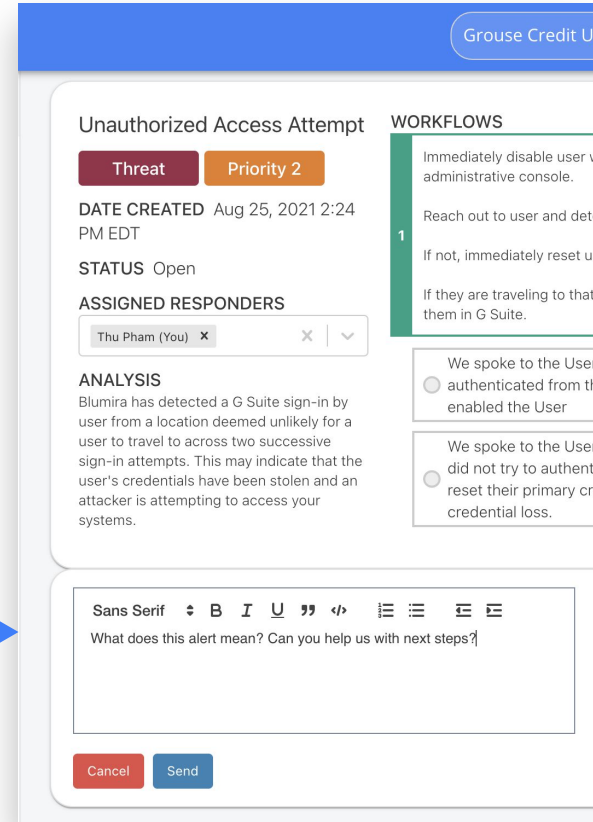 Grouse Credit U
Unauthorized Access Attempt
Threat
Priority 2
DATE CREATED Aug 25, 2021 2:24
PM EDT
STATUS Open
ASSIGNED RESPONDERS
Thu Pham (You) x
ANALYSIS
Blumira has detected a G Suite sign-in by
user from a location deemed unlikely for a
user to travel to across two successive
sign-in attempts. This may indicate that the
user's credentials have been stolen and an
attacker is attempting to access your
systems.
WORKFLOWS
1
Immediately disable user
administrative console.
Reach out to user and det
If not, immediately reset u
If they are traveling to that
them in G Suite.
We spoke to the User
authenticated from th
enabled the User
We spoke to the User
did not try to authent
reset their primary cr
credential loss.
Sans Serif B I U
What does this alert mean? Can you help us with next steps?
Cancel
Send